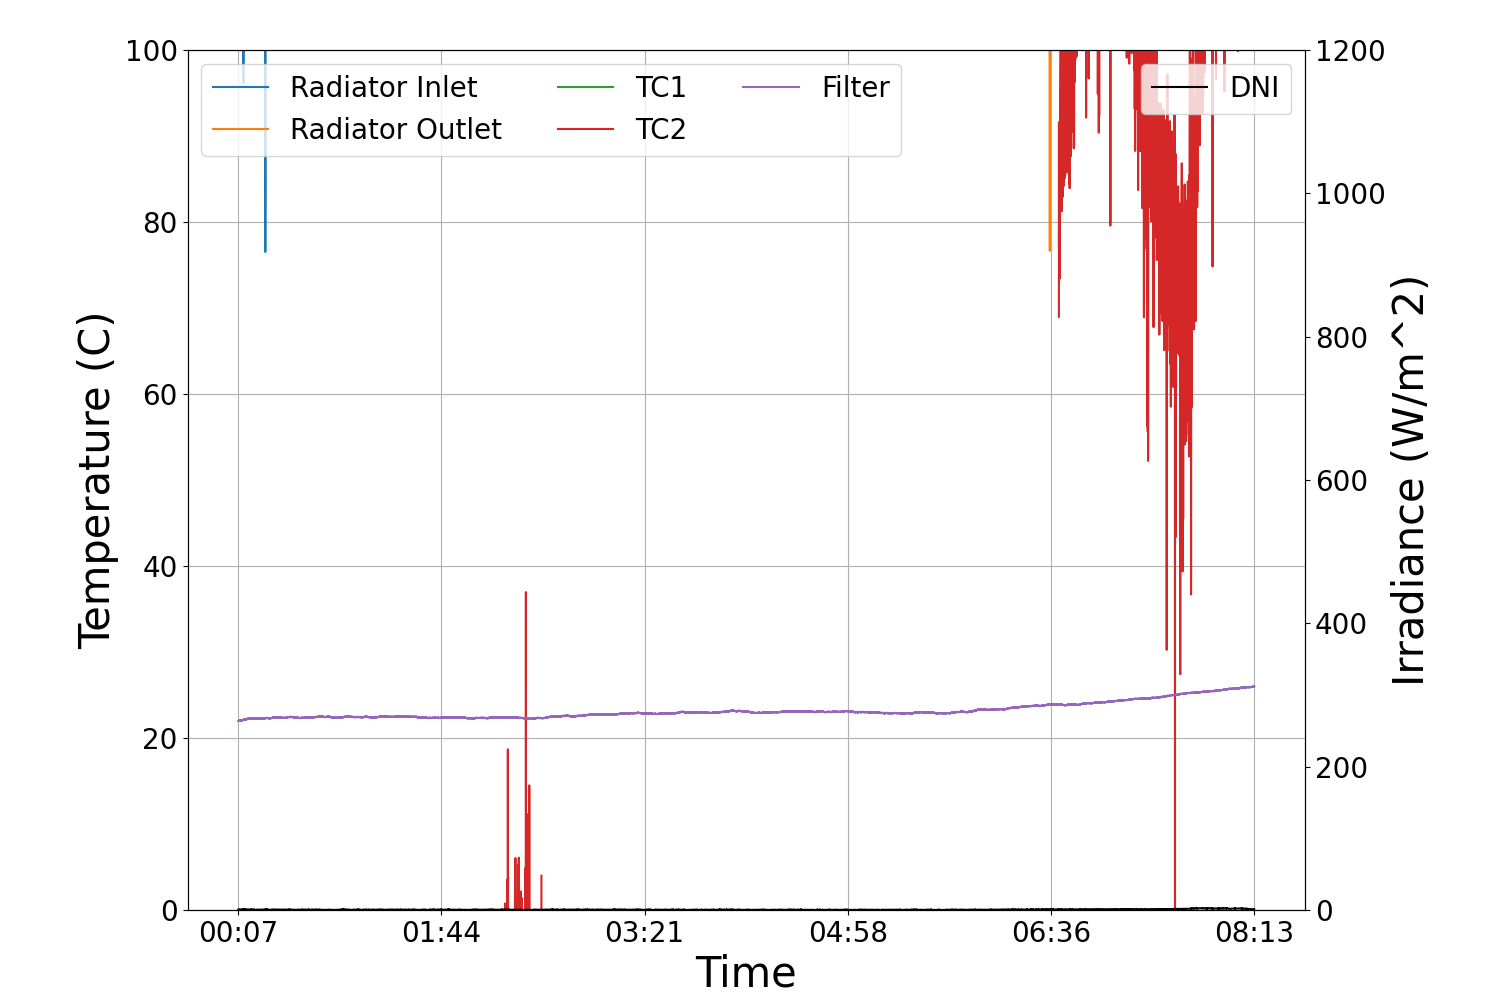 100
80
60
40
20
0
Temperature (C)
Radiator Inlet
Radiator Outlet
TC1
TC2
Filter
DNI
1200
1000
800
600
400
200
0
Irradiance (W/m^2)
00:07 01:44 03:21 04:58 06:36 08:13
Time